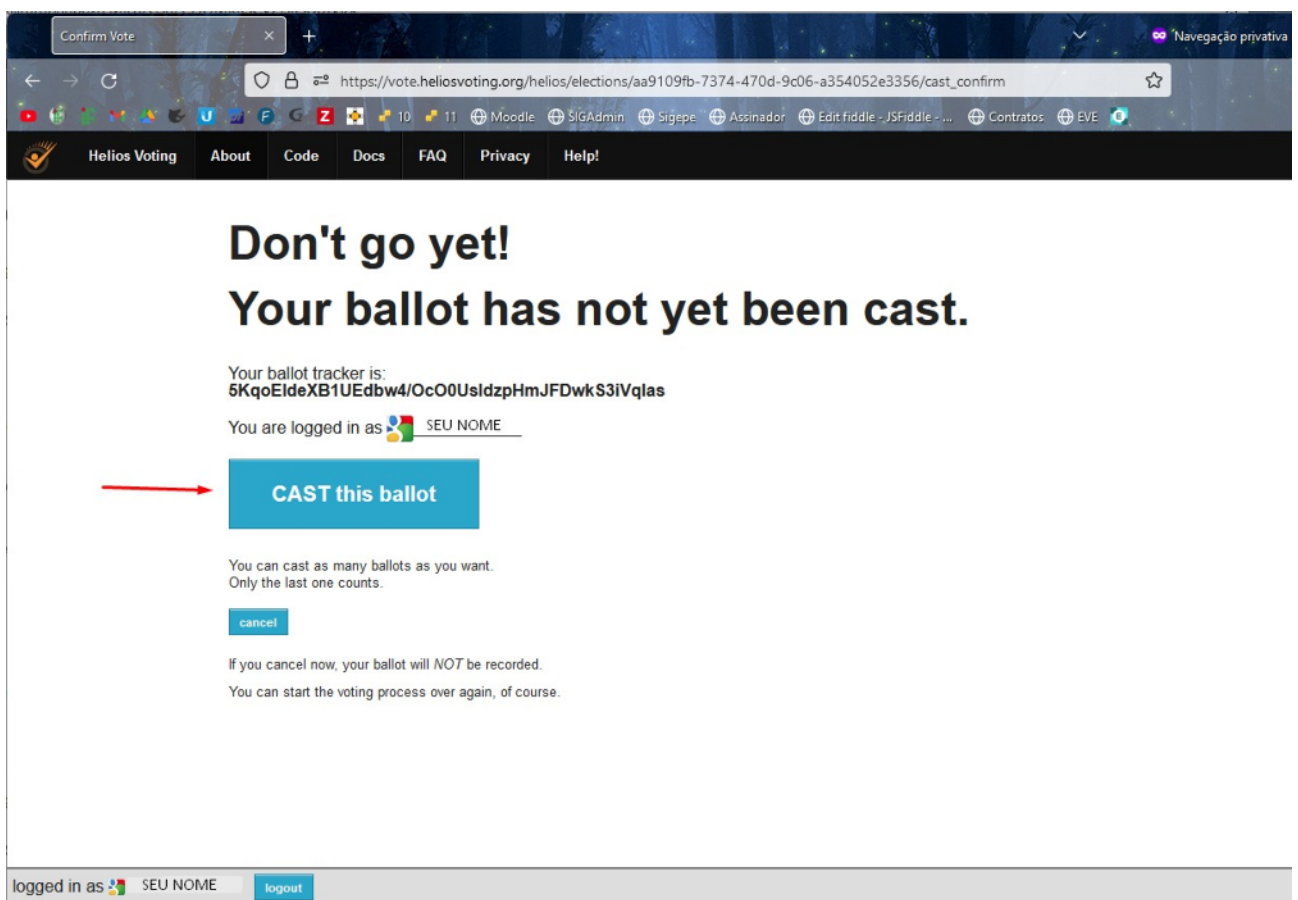 Confirm Vote
Navegação privativa
https://vote.heliosvoting.org/helios/elections/aa9109fb-7374-470d-9c06-a354052e3356/cast_confirm
10 11 Moodle SIGAdmin Sigepe Assinador Edit fiddle - JSFiddle - ... Contratos EVE
Helios Voting About Code Docs FAQ Privacy Help!
Don't go yet!
Your ballot has not yet been cast.
Your ballot tracker is:
5KqoEIdeXB1UEdbw4/OcO0UsIdzpHmJFDwkS3iVqIas
You are logged in as SEU NOME
CAST this ballot
You can cast as many ballots as you want.
Only the last one counts.
cancel
If you cancel now, your ballot will NOT be recorded.
You can start the voting process over again, of course.
logged in as SEU NOME logout